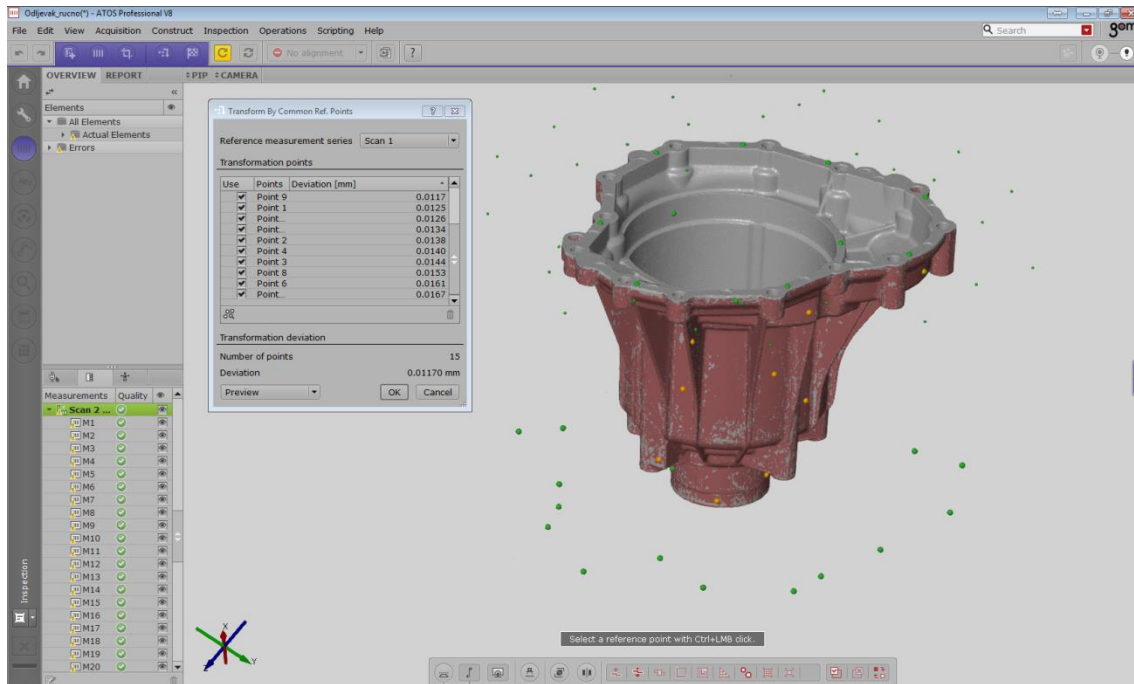 Odljevak_rucno(*) - ATOS Professional V8
File Edit View Acquisition Construct Inspection Operations Scripting Help
Search
gom
No alignment
?
OVERVIEW REPORT
PIP CAMERA
Elements
All Elements
Actual Elements
Errors
Transform By Common Ref. Points
Reference measurement series Scan 1
Transformation points
Use Points Deviation [mm]
Point 9 0.0117
Point 1 0.0125
Point... 0.0126
Point... 0.0134
Point 2 0.0138
Point 4 0.0140
Point 3 0.0144
Point 8 0.0153
Point 6 0.0161
Point... 0.0167
Transformation deviation
Number of points 15
Deviation 0.01170 mm
Preview OK Cancel
Measurements Quality
Scan 2 ...
M1
M2
M3
M4
M5
M6
M7
M8
M9
M10
M11
M12
M13
M14
M15
M16
M17
M18
M19
M20
Inspection
X
Y
Z
Select a reference point with Ctrl+LMB click.